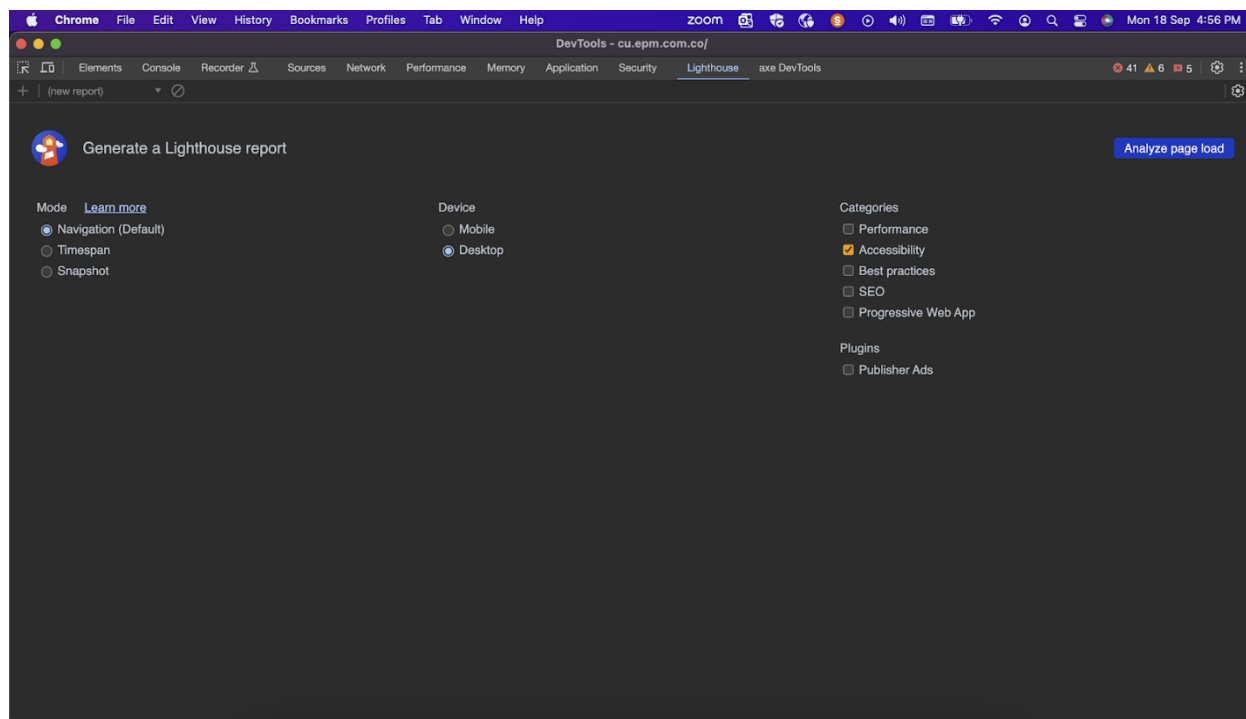 Chrome File Edit View History Bookmarks Profiles Tab Window Help zoom Mon 18 Sep 4:56 PM
DevTools - cu.epm.com.co/
Elements Console Recorder Sources Network Performance Memory Application Security Lighthouse axe DevTools 41 6 5
+ (new report)
Generate a Lighthouse report Analyze page load
Mode Learn more Device Categories
Navigation (Default) Mobile Performance
Timespan Desktop Accessibility
Snapshot Best practices
SEO
Progressive Web App
Plugins
Publisher Ads